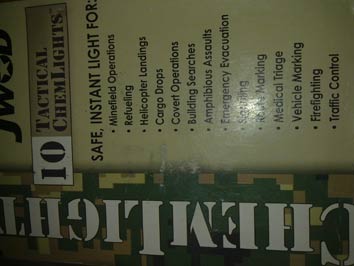 JWOD
10 TACTICAL
CHEMLIGHTS™
SAFE, INSTANT LIGHT FOR:
• Minefield Operations
• Refueling
• Helicopter Landings
• Cargo Drops
• Covert Operations
• Building Searches
• Amphibious Assaults
• Emergency Evacuation
• Marking
• Medical Triage
• Vehicle Marking
• Firefighting
• Traffic Control
CHEMLIGHT